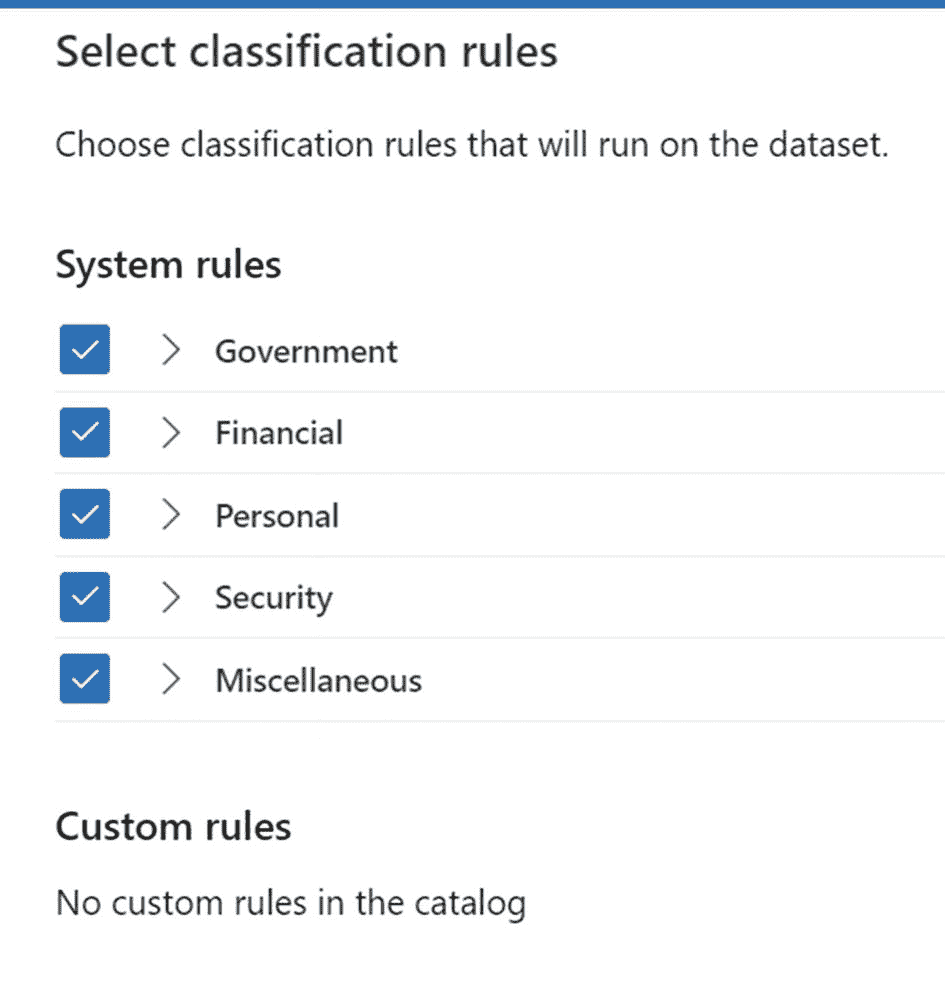 Select classification rules
Choose classification rules that will run on the dataset.
System rules
Government
Financial
Personal
Security
Miscellaneous
Custom rules
No custom rules in the catalog